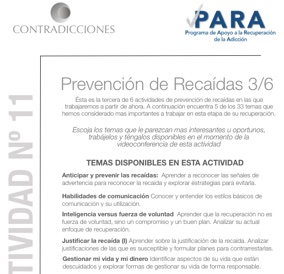 CONTRADICCIONES
PARA
Programa de Apoyo a la Recuperación
de la Adicción
Prevención de Recaídas 3/6
Esta es la tercera de 6 actividades de prevención de recaídas en las que
trabajaremos a partir de ahora. A continuación encuentra 5 de los 33 temas que
hemos considerado mas importantes a trabajar en esta etapa de su recuperación.
Escoja los temas que le parezcan mas interesantes u oportunos,
trabájelos y téngalos disponibles en el momento de la
videoconferencia de esta actividad
TEMAS DISPONIBLES EN ESTA ACTIVIDAD
Anticipar y prevenir las recaídas: Aprender a reconocer las señales de
advertencia para reconocer la recaída y explorar estrategias para evitarla.
Habilidades de comunicación Conocer y entender los estilos básicos de
comunicación y su utilización.
Inteligencia versus fuerza de voluntad Aprender que la recuperación no es
fuerza de voluntad, sino un compromiso y un buen plan. Analizar su actual
enfoque de recuperación.
Justificar la recaída (I) Aprender sobre la justificación de la recaída. Analizar
justificaciones de las que es susceptible y formular planes para contrarrestarlas.
Gestionar mi vida y mi dinero Identificar aspectos de su vida que están
descuidados y explorar formas de gestionar su vida de forma responsable.
TIVIDAD Nº 11